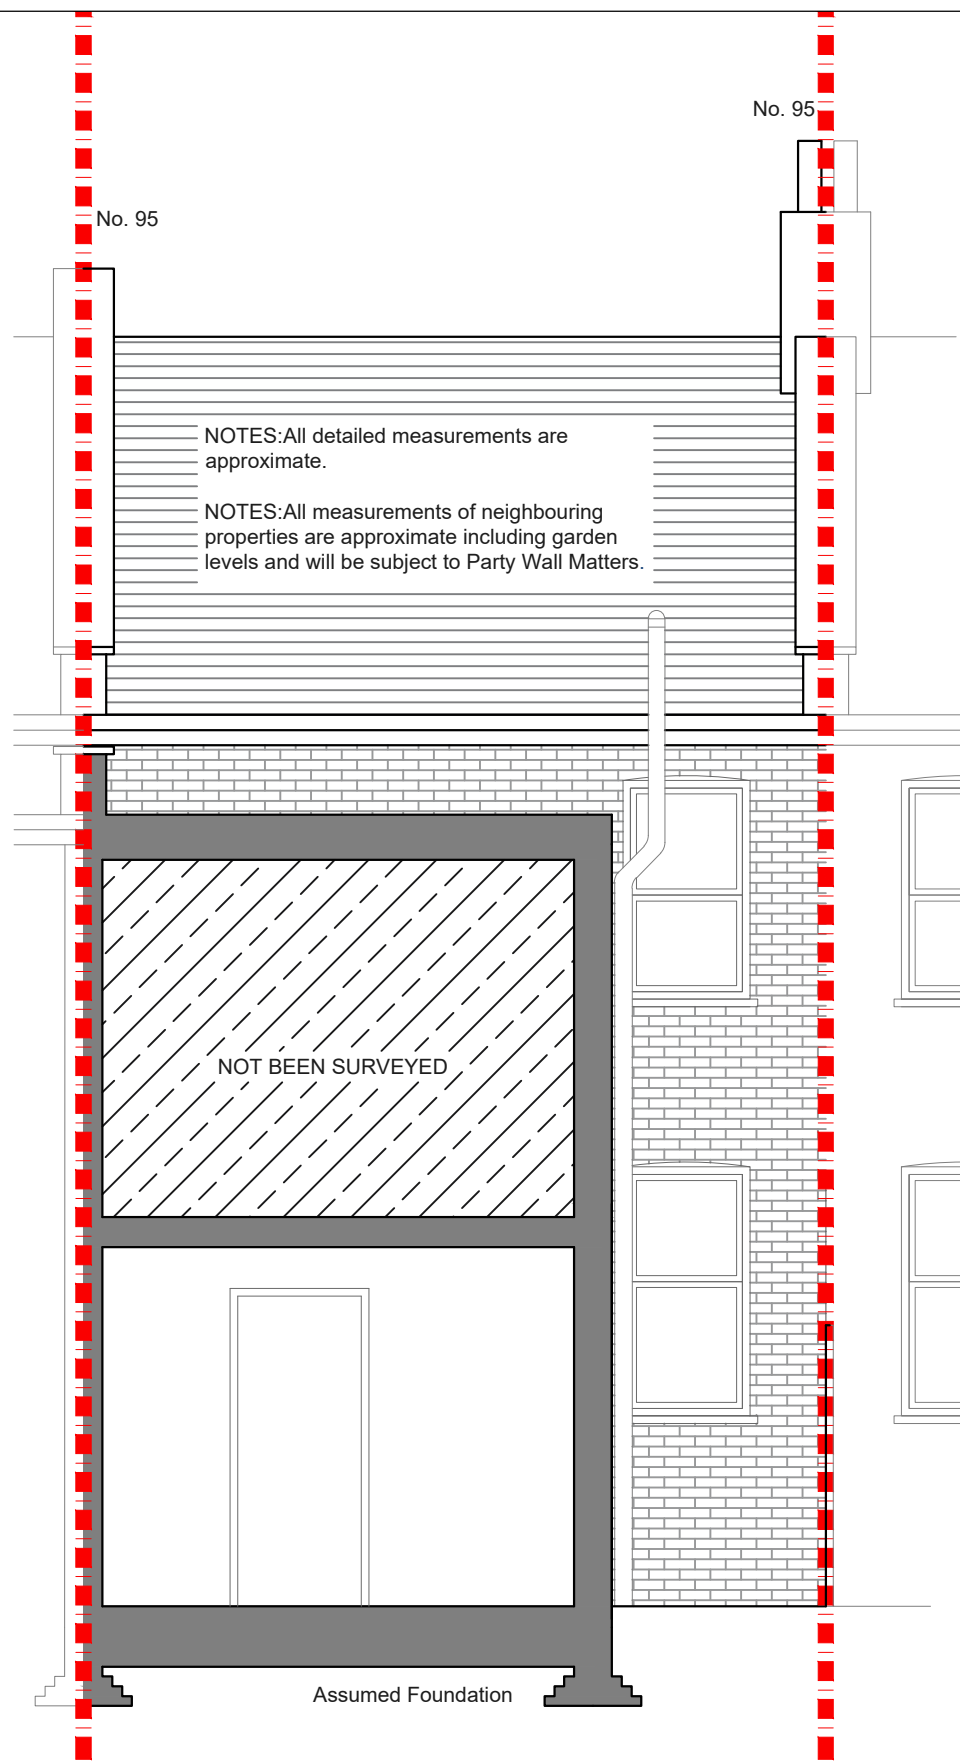 No. 95
No. 95
NOTES:All detailed measurements are
approximate.
NOTES:All measurements of neighbouring
properties are approximate including garden
levels and will be subject to Party Wall Matters.
NOT BEEN SURVEYED
Assumed Foundation